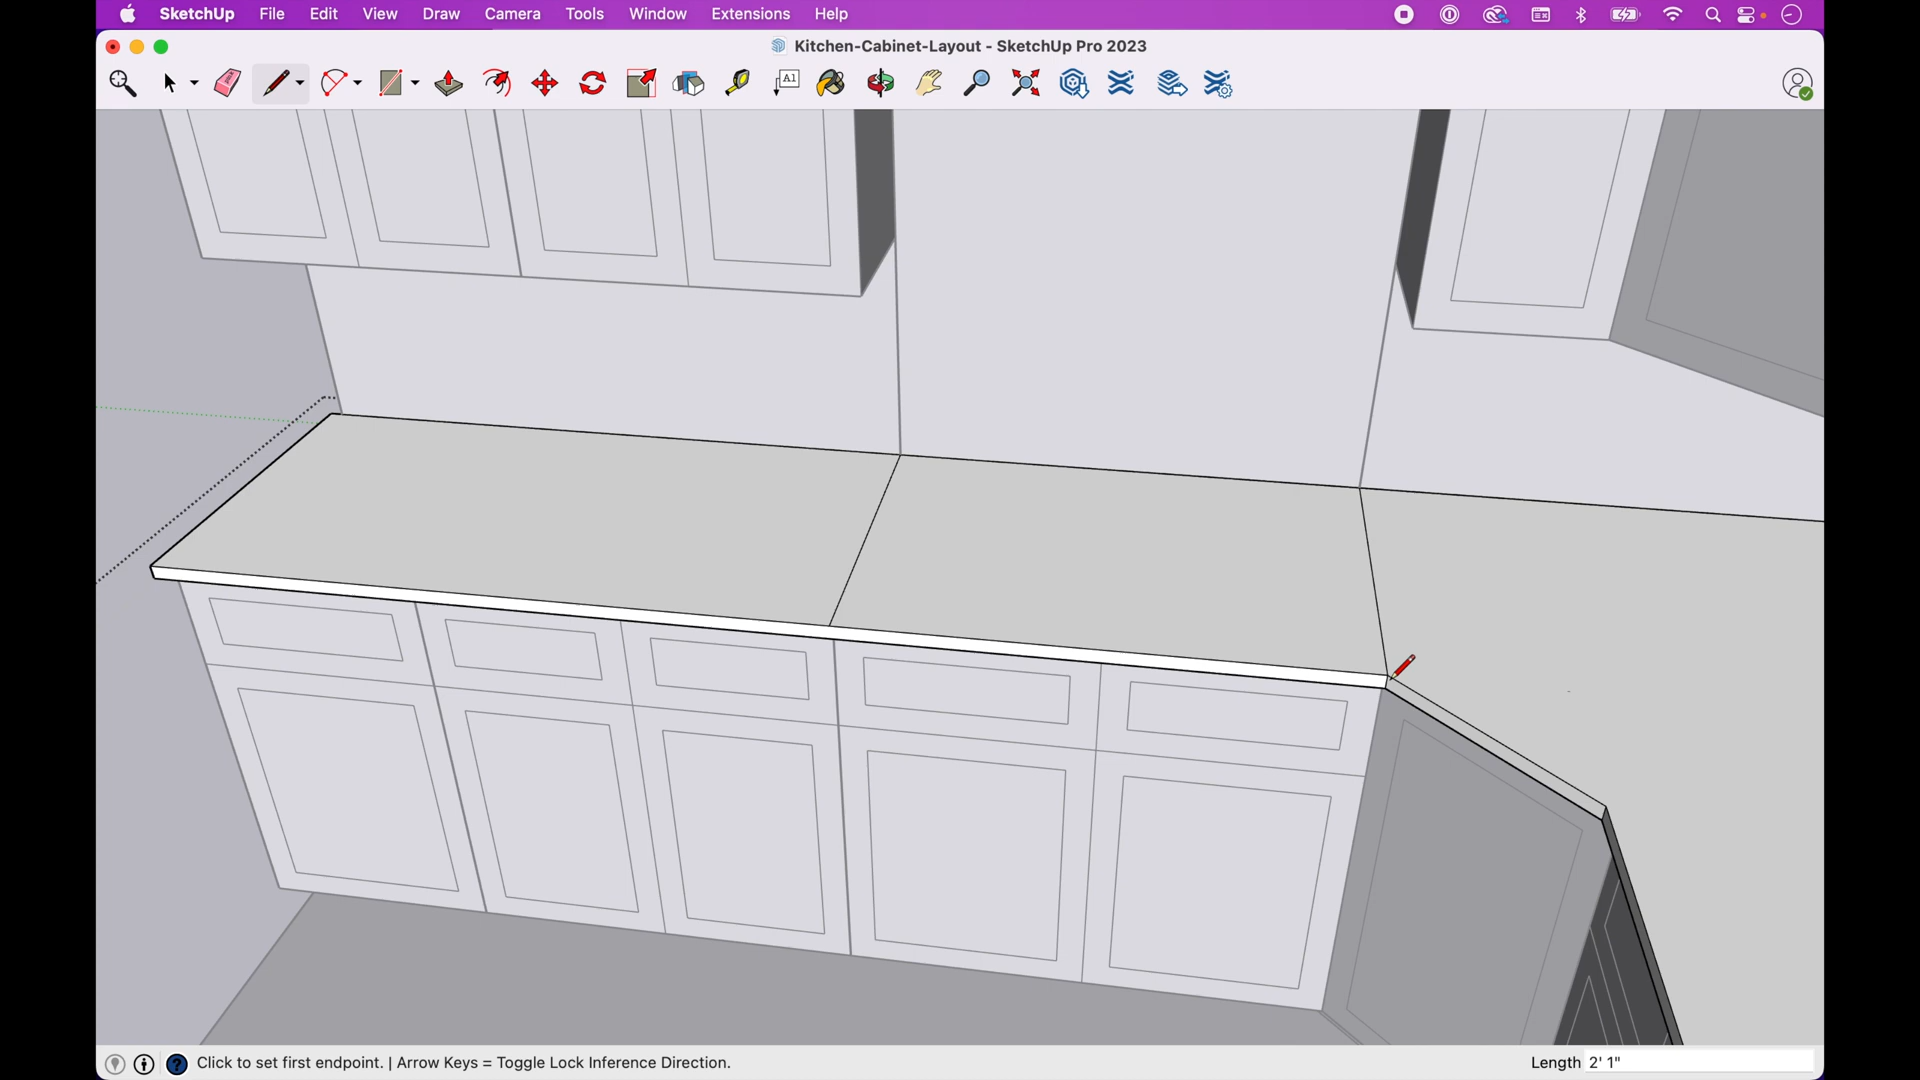 SketchUp File Edit View Draw Camera Tools Window Extensions Help
Kitchen-Cabinet-Layout - SketchUp Pro 2023
A1
Click to set first endpoint. | Arrow Keys = Toggle Lock Inference Direction.
Length 2' 1"